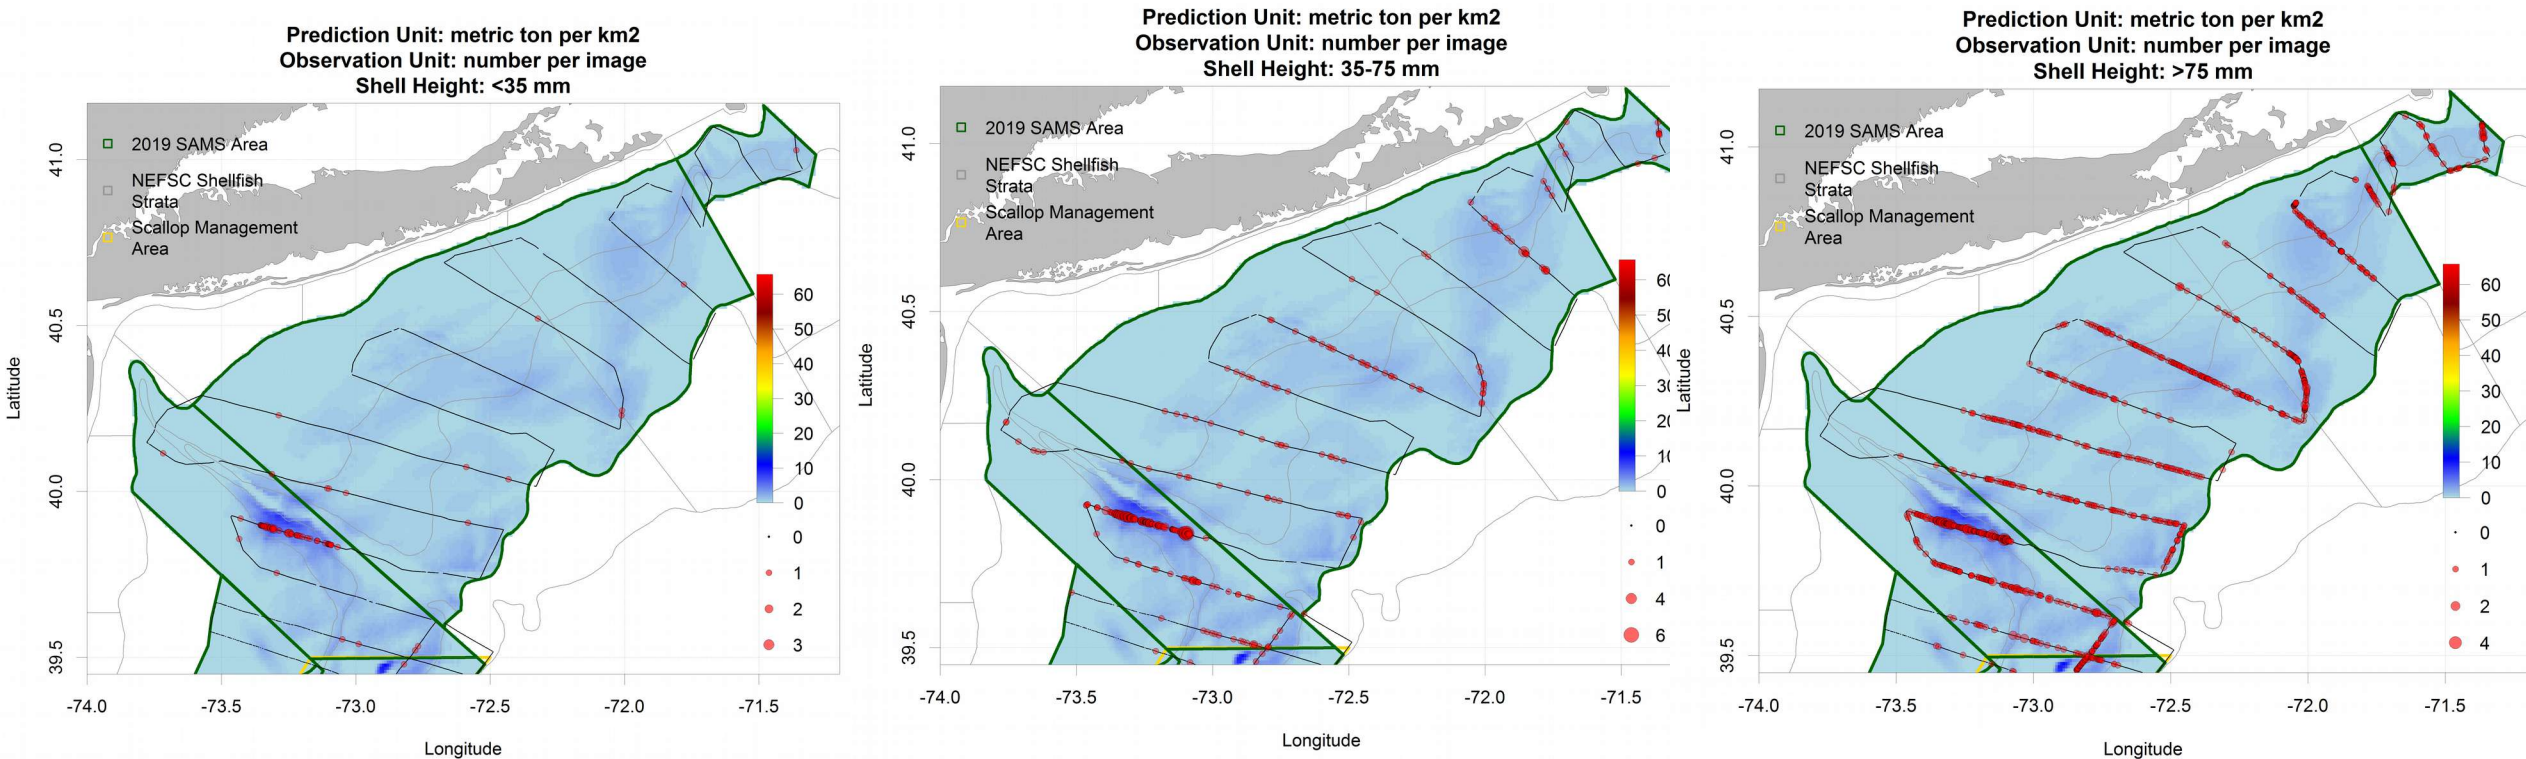 Prediction Unit: metric ton per km2
Observation Unit: number per image
Shell Height: <35 mm
2019 SAMS Area
NEFSC Shellfish
Strata
Scallop Management
Area
60
50
40
30
20
10
0
0
1
2
3
41.0
40.5
40.0
39.5
Latitude
-74.0
-73.5
-73.0
-72.5
-72.0
-71.5
Longitude
Prediction Unit: metric ton per km2
Observation Unit: number per image
Shell Height: 35-75 mm
2019 SAMS Area
NEFSC Shellfish
Strata
Scallop Management
Area
60
50
40
30
20
10
0
0
1
4
6
41.0
40.5
40.0
39.5
Latitude
-74.0
-73.5
-73.0
-72.5
-72.0
-71.5
Longitude
Prediction Unit: metric ton per km2
Observation Unit: number per image
Shell Height: >75 mm
2019 SAMS Area
NEFSC Shellfish
Strata
Scallop Management
Area
60
50
40
30
20
10
0
0
1
2
4
41.0
40.5
40.0
39.5
Latitude
-74.0
-73.5
-73.0
-72.5
-72.0
-71.5
Longitude